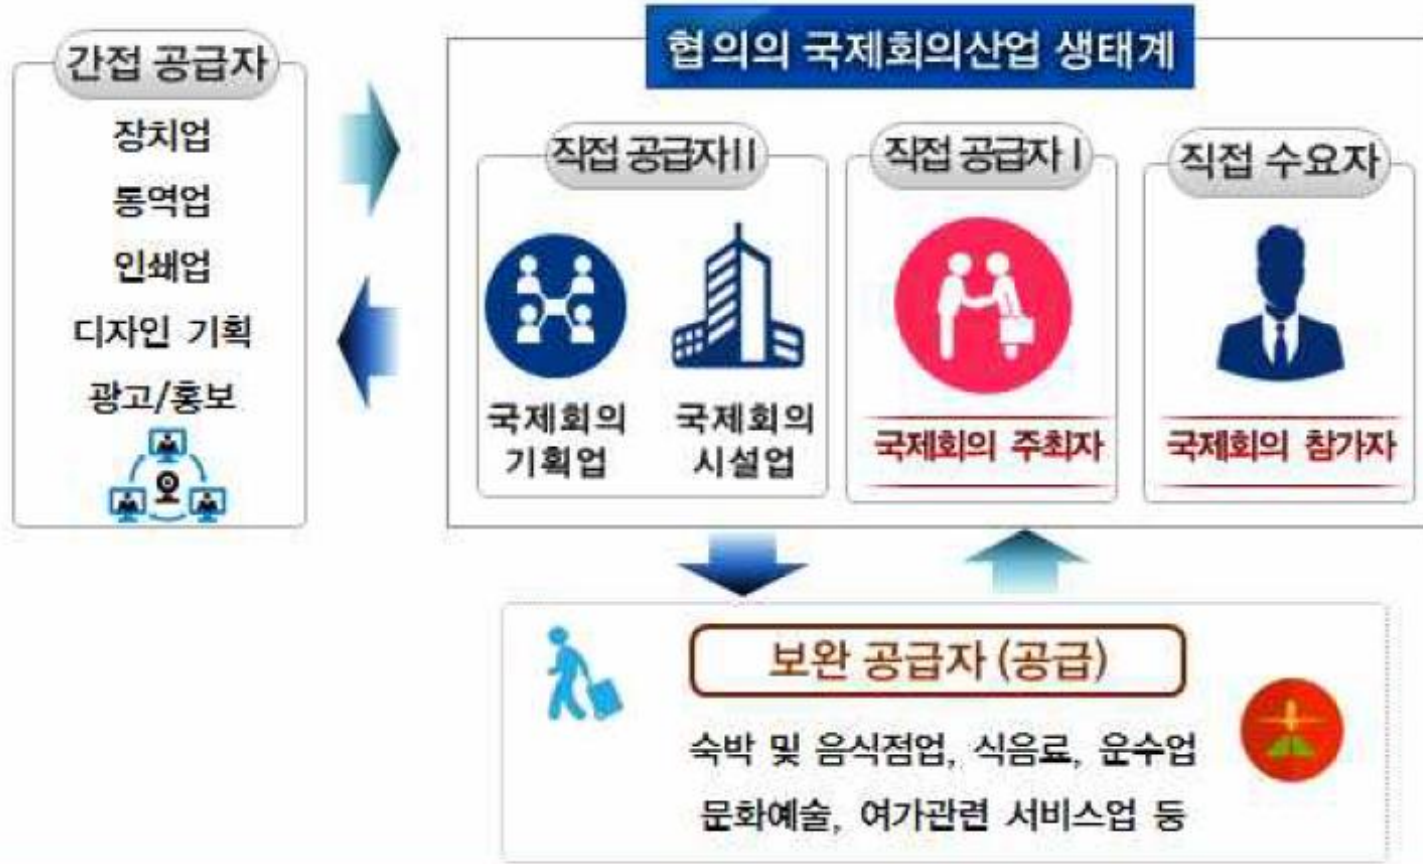 간접 공급자
장치업
통역업
인쇄업
디자인 기획
광고/홍보
협의의 국제회의산업 생태계
직접 공급자Ⅱ
국제회의
기획업
국제회의
시설업
직접 공급자Ⅰ
국제회의 주최자
직접 수요자
국제회의 참가자
보완 공급자 (공급)
숙박 및 음식점업, 식음료, 운수업
문화예술, 여가관련 서비스업 등